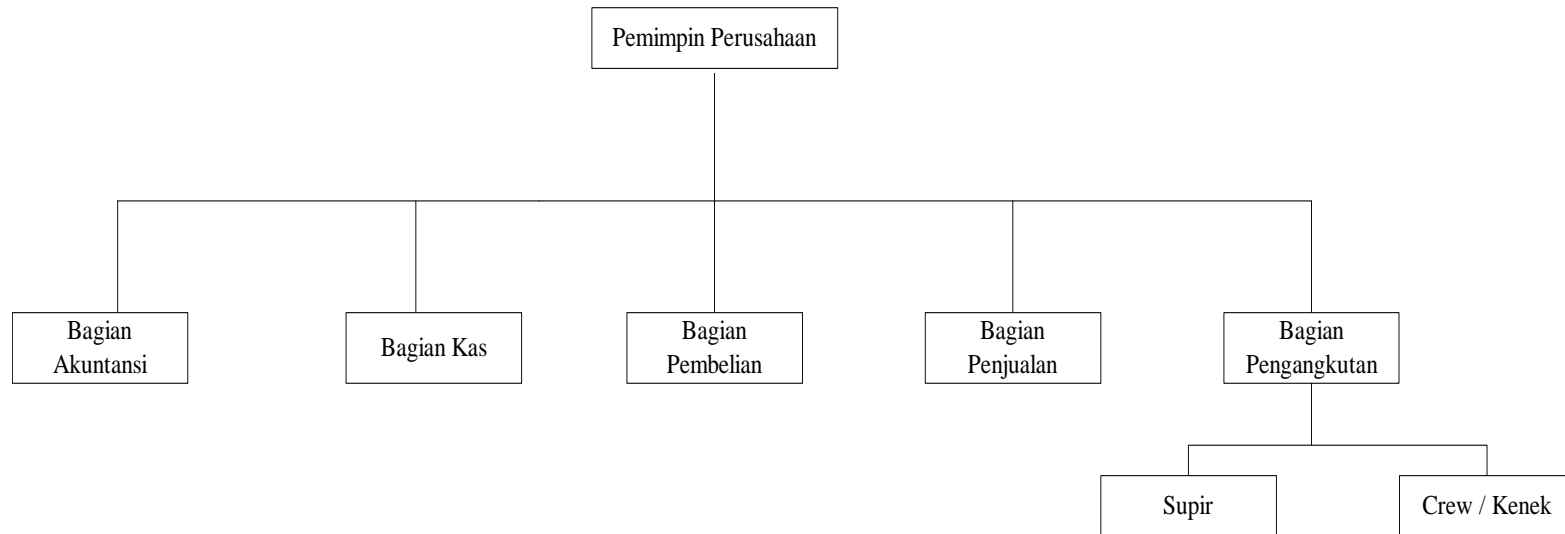 Pemimpin Perusahaan
Bagian
Akuntansi
Bagian Kas
Bagian
Pembelian
Bagian
Penjualan
Bagian
Pengangkutan
Supir
Crew / Kenek